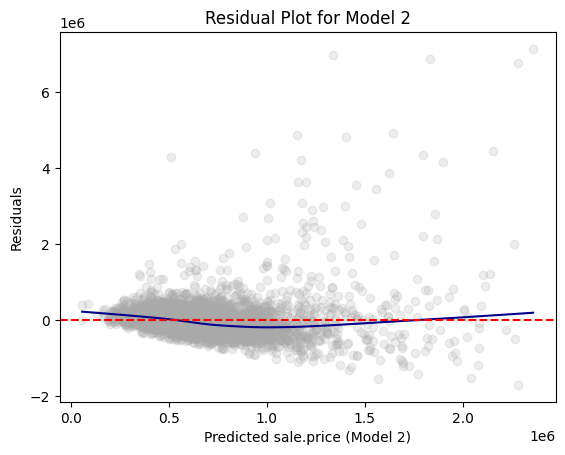 Residual Plot for Model 2
1e6
6
4
2
0
−2
Residuals
0.0 0.5 1.0 1.5 2.0
1e6
Predicted sale.price (Model 2)